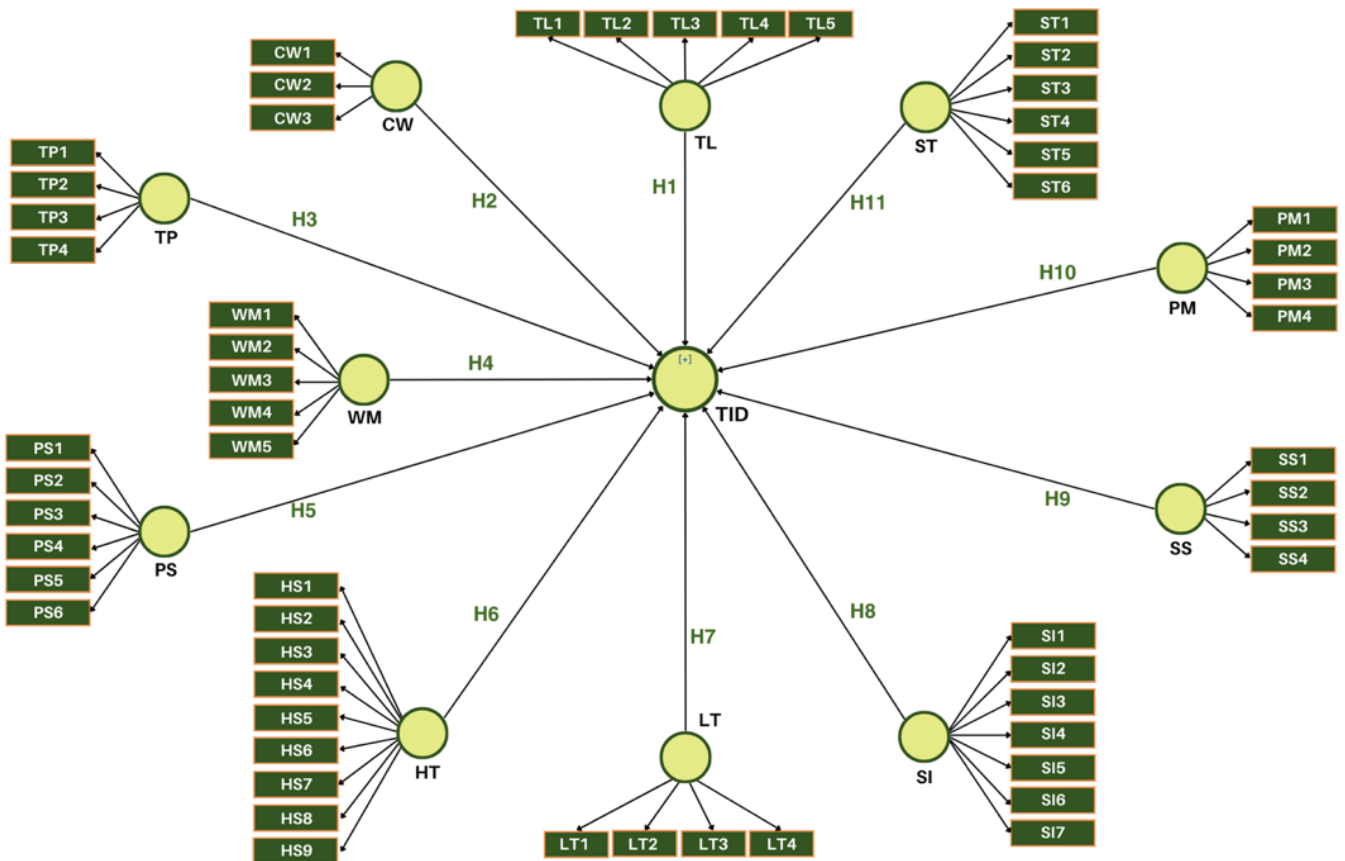 TL1 TL2 TL3 TL4 TL5
TL
H1
CW1
CW2
CW3
CW
H2
TP1
TP2
TP3
TP4
TP
H3
WM1
WM2
WM3
WM4
WM5
WM
H4
PS1
PS2
PS3
PS4
PS5
PS6
PS
H5
HS1
HS2
HS3
HS4
HS5
HS6
HS7
HS8
HS9
HT
H6
LT
LT1 LT2 LT3 LT4
H7
SI1
SI2
SI3
SI4
SI5
SI6
SI7
SI
H8
SS1
SS2
SS3
SS4
SS
H9
PM1
PM2
PM3
PM4
PM
H10
ST1
ST2
ST3
ST4
ST5
ST6
ST
H11
[+]
TID